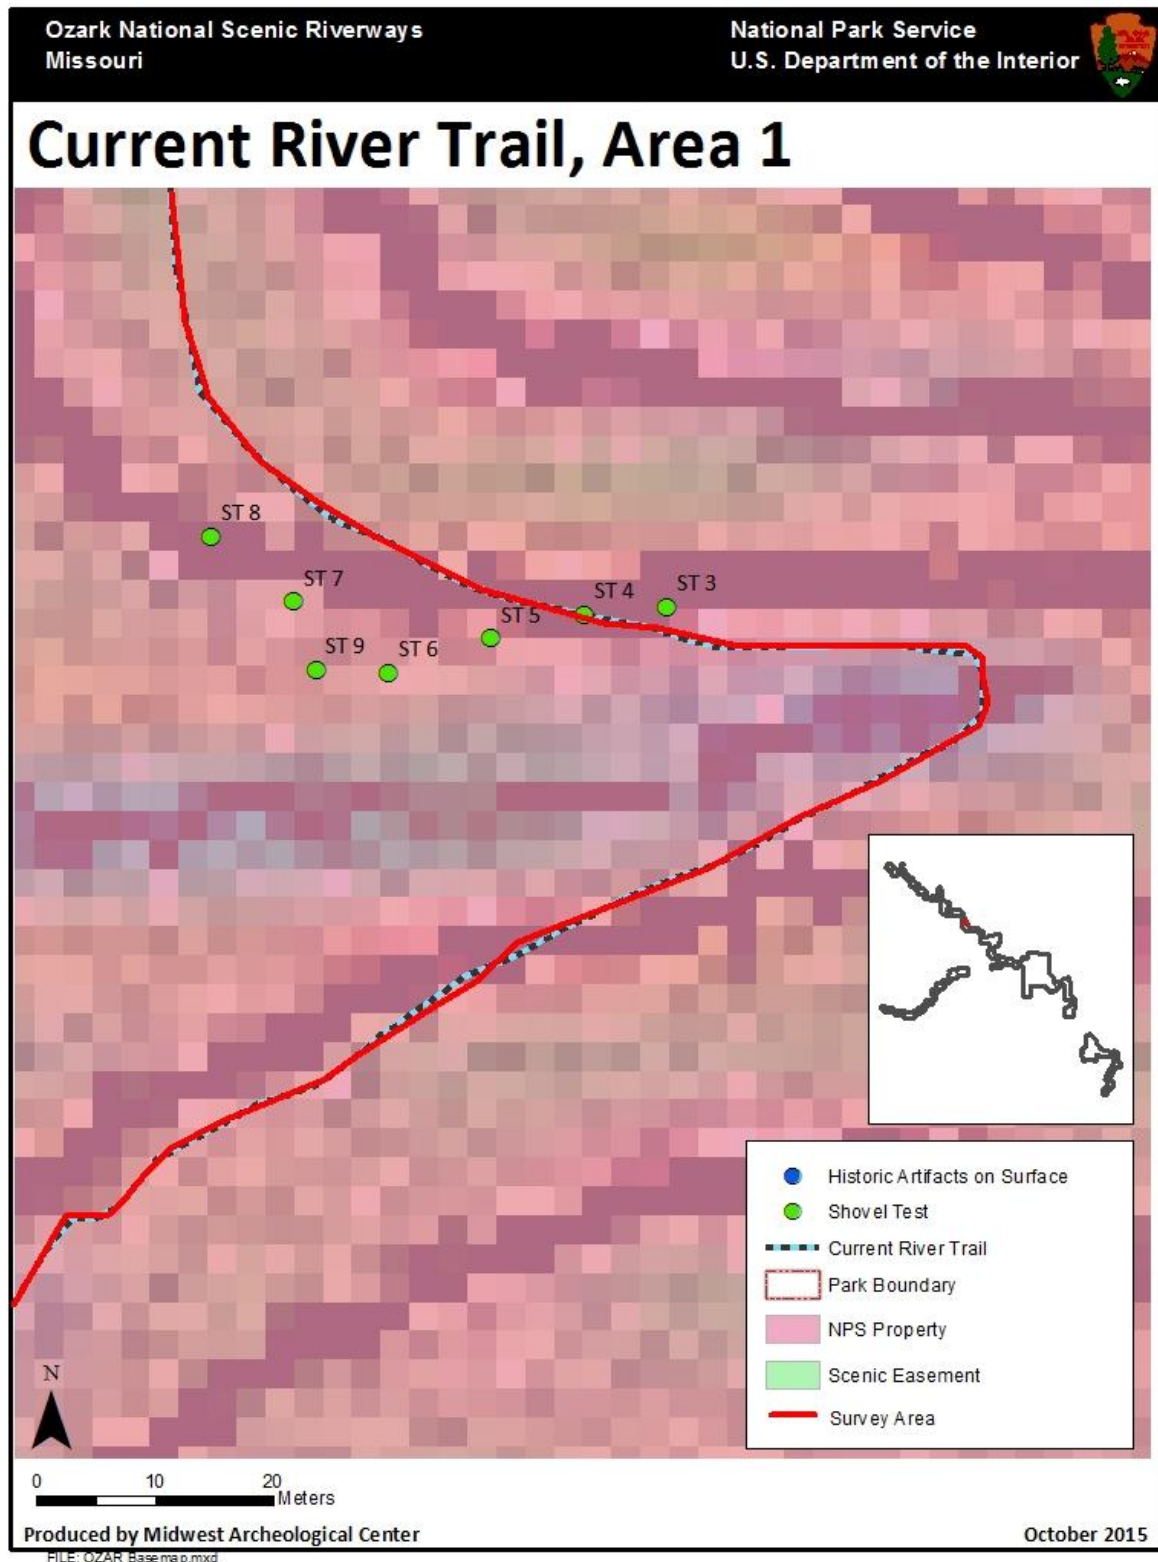 Ozark National Scenic Riverways
Missouri
National Park Service
U.S. Department of the Interior
Current River Trail, Area 1
ST 8
ST 7
ST 4
ST 3
ST 5
ST 9
ST 6
Historic Artifacts on Surface
Shovel Test
Current River Trail
Park Boundary
NPS Property
Scenic Easement
Survey Area
N
0 10 20
Meters
Produced by Midwest Archeological Center
October 2015
FILE: OZAR Basemap.mxd